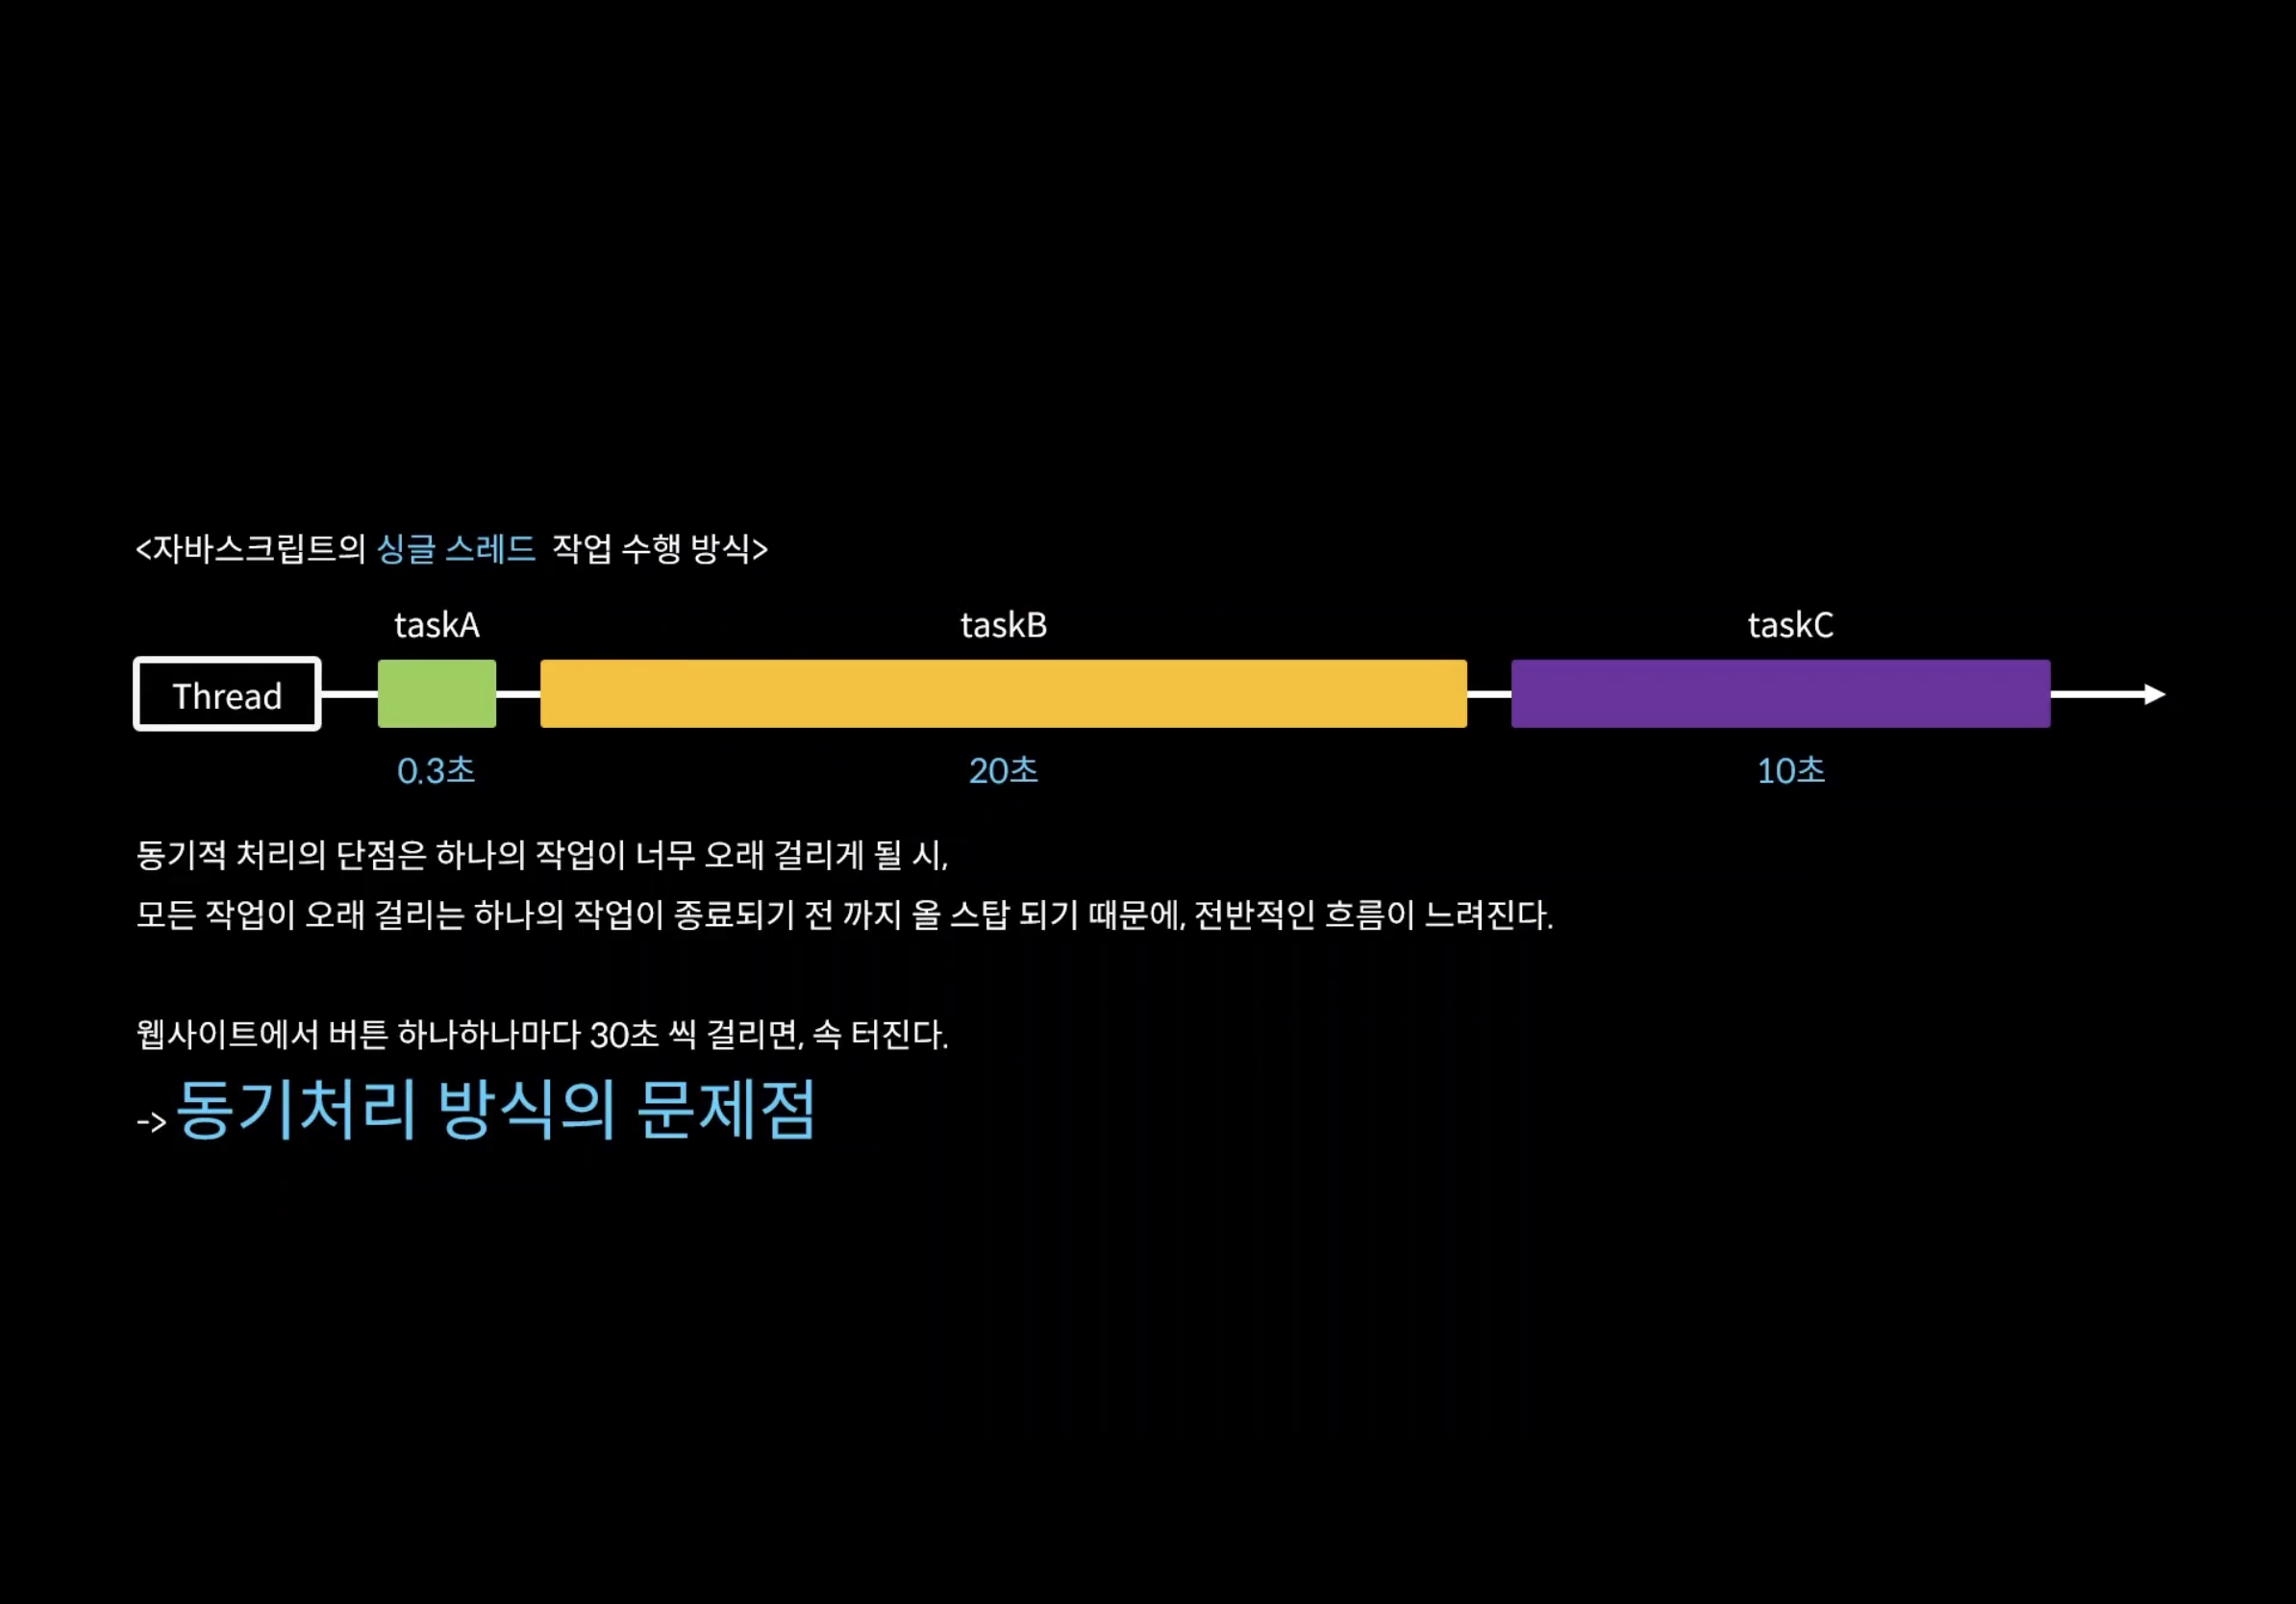 <자바스크립트의 싱글 스레드 작업 수행 방식>
taskA taskB taskC
Thread
0.3초 20초 10초
동기적 처리의 단점은 하나의 작업이 너무 오래 걸리게 될 시,
모든 작업이 오래 걸리는 하나의 작업이 종료되기 전 까지 올 스탑 되기 때문에, 전반적인 흐름이 느려진다.
웹사이트에서 버튼 하나하나마다 30초 씩 걸리면, 속 터진다.
-> 동기처리 방식의 문제점